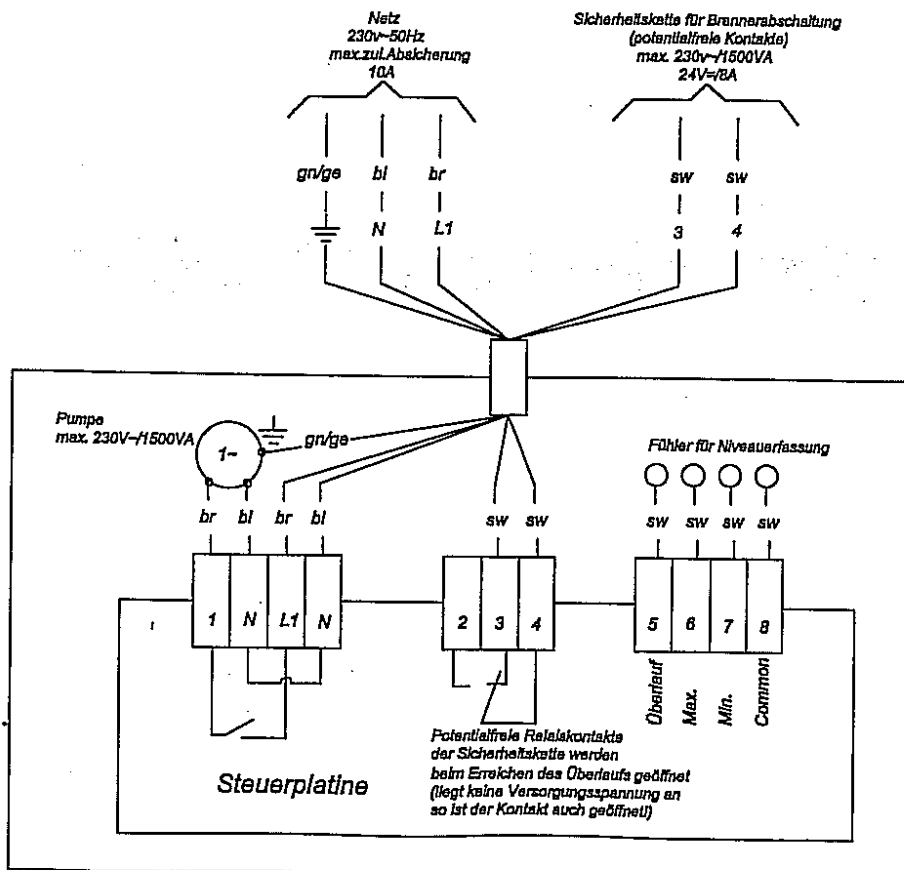 Netz
230v~50Hz
max.zul.Absicherung
10A
Sicherheitskette für Brennerabschaltung
(potentialfreie Kontakte)
max. 230v~/1500VA
24V=/8A
gn/ge
bl
br
sw
sw
N
L1
3
4
Pumpe
max. 230V~/1500VA
1~
gn/ge
Fühler für Niveauerfassung
br
bl
br
bl
sw
sw
sw
sw
sw
sw
1
N
L1
N
2
3
4
5
6
7
8
Überlauf
Max.
Min.
Common
Potentialfreie Relaiskontakte
der Sicherheitskette werden
beim Erreichen des Überlaufs geöffnet
(liegt keine Versorgungsspannung an
so ist der Kontakt auch geöffnet!)
Steuerplatine